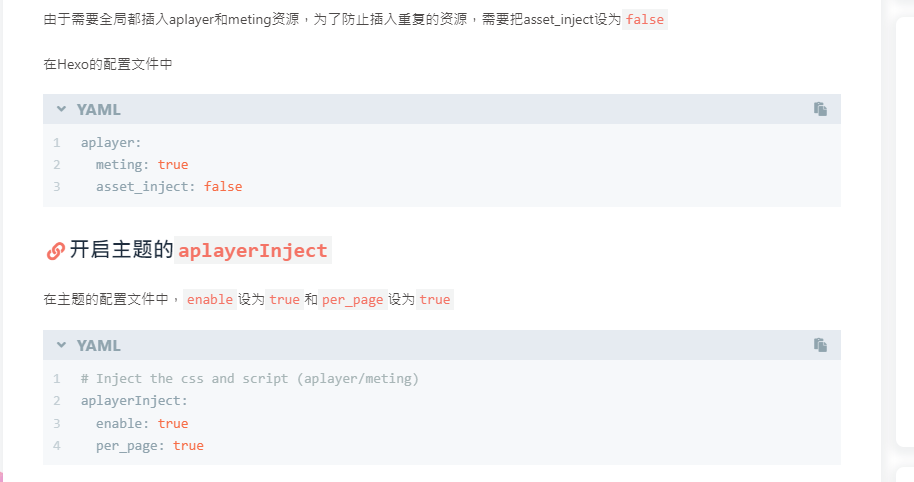 由于需要全局都插入aplayer和meting资源，为了防止插入重复的资源，需要把asset_inject设为 false
在Hexo的配置文件中
YAML
1 aplayer:
2   meting: true
3   asset_inject: false
开启主题的 aplayerInject
在主题的配置文件中， enable 设为 true 和 per_page 设为 true
YAML
1 # Inject the css and script (aplayer/meting)
2 aplayerInject:
3   enable: true
4   per_page: true